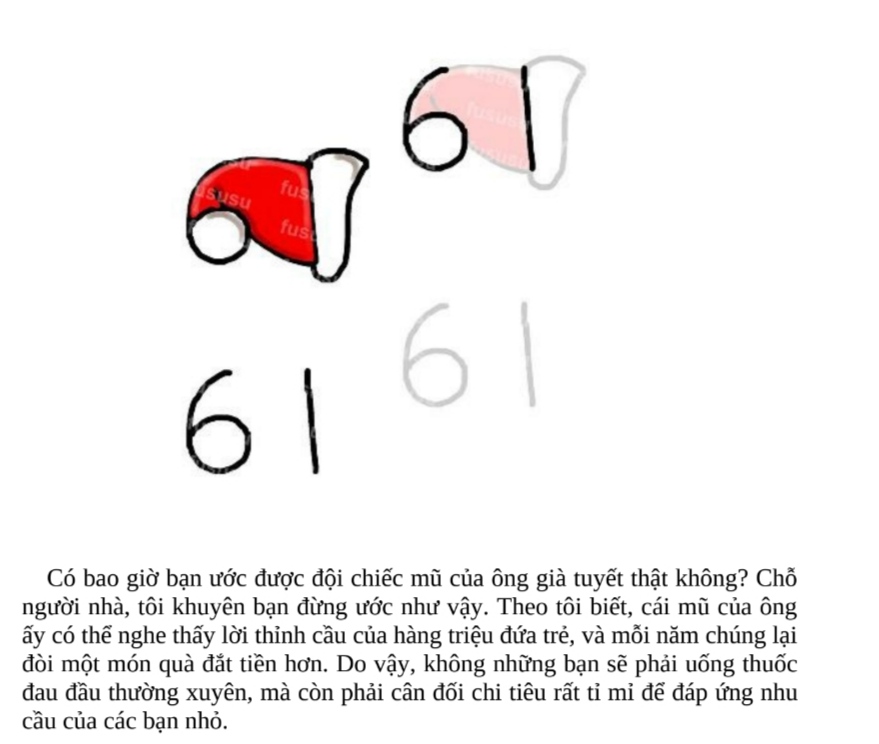 fususu
fususu
fususu
fususu
fususu
61
61
Có bao giờ bạn ước được đội chiếc mũ của ông già tuyết thật không? Chỗ
người nhà, tôi khuyên bạn đừng ước như vậy. Theo tôi biết, cái mũ của ông
ấy có thể nghe thấy lời thỉnh cầu của hàng triệu đứa trẻ, và mỗi năm chúng lại
đòi một món quà đắt tiền hơn. Do vậy, không những bạn sẽ phải uống thuốc
đau đầu thường xuyên, mà còn phải cân đối chi tiêu rất tỉ mỉ để đáp ứng nhu
cầu của các bạn nhỏ.